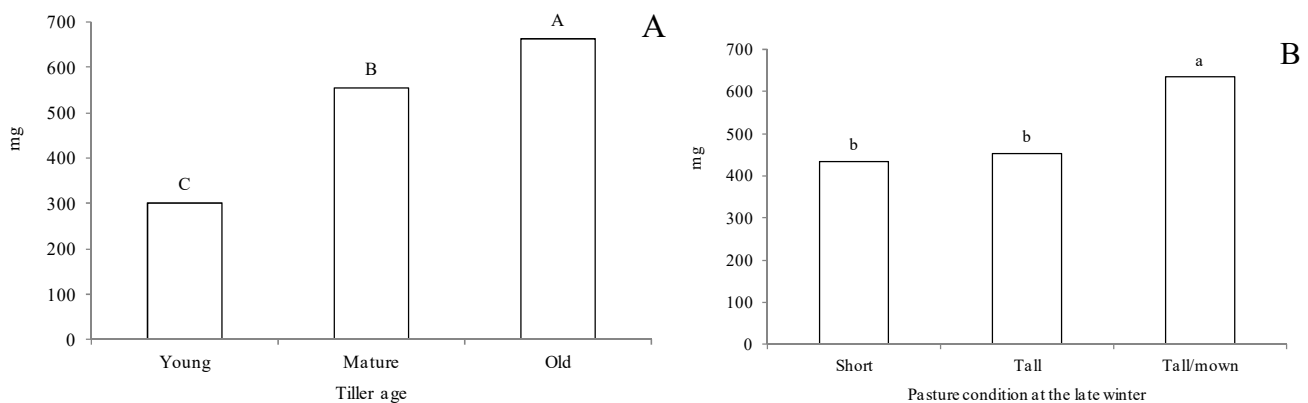 A
700
600
500
400
300
200
100
0
mg
C
B
A
Young Mature Old
Tiller age
B
700
600
500
400
300
200
100
0
mg
b
b
a
Short Tall Tall/mown
Pasture condition at the late winter